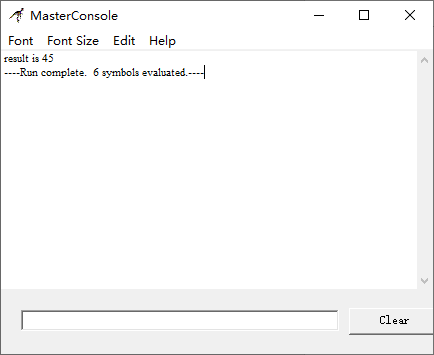 MasterConsole
Font Font Size Edit Help
result is 45
----Run complete.  6 symbols evaluated.----
Clear